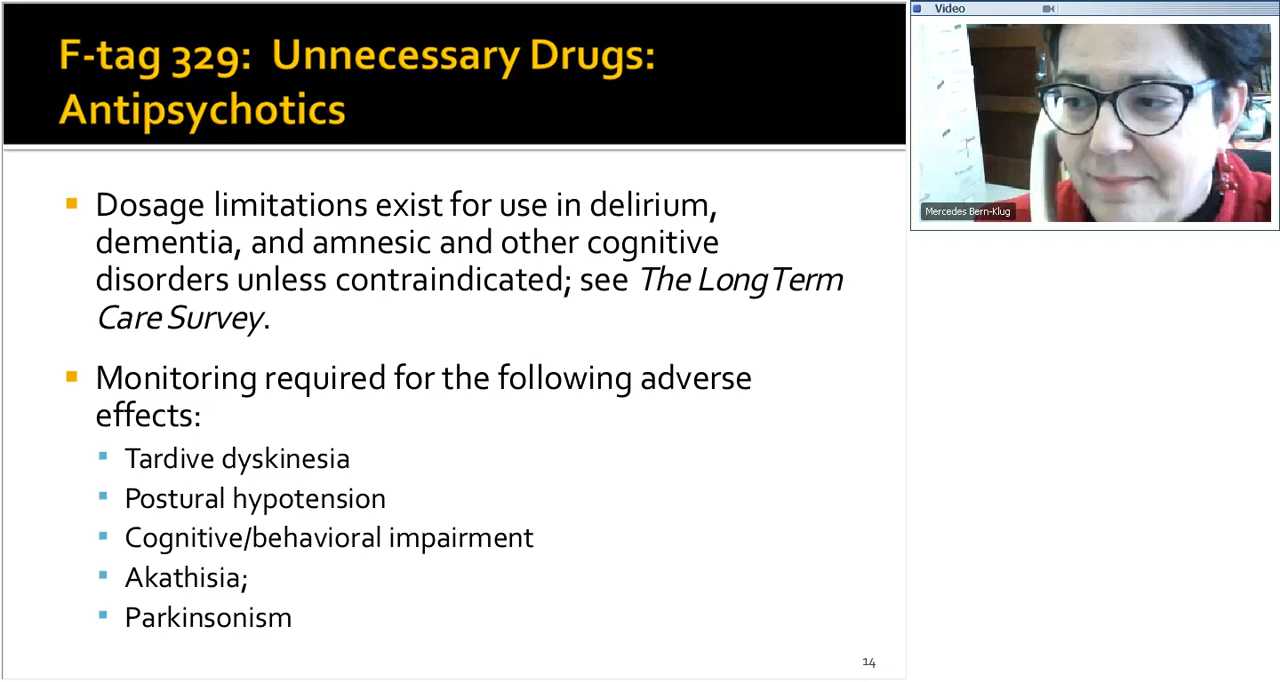 F-tag 329: Unnecessary Drugs:
Antipsychotics
Dosage limitations exist for use in delirium,
dementia, and amnesic and other cognitive
disorders unless contraindicated; see The Long Term
Care Survey.
Monitoring required for the following adverse
effects:
Tardive dyskinesia
Postural hypotension
Cognitive/behavioral impairment
Akathisia;
Parkinsonism
14
Video
Mercedes Bern-Klug